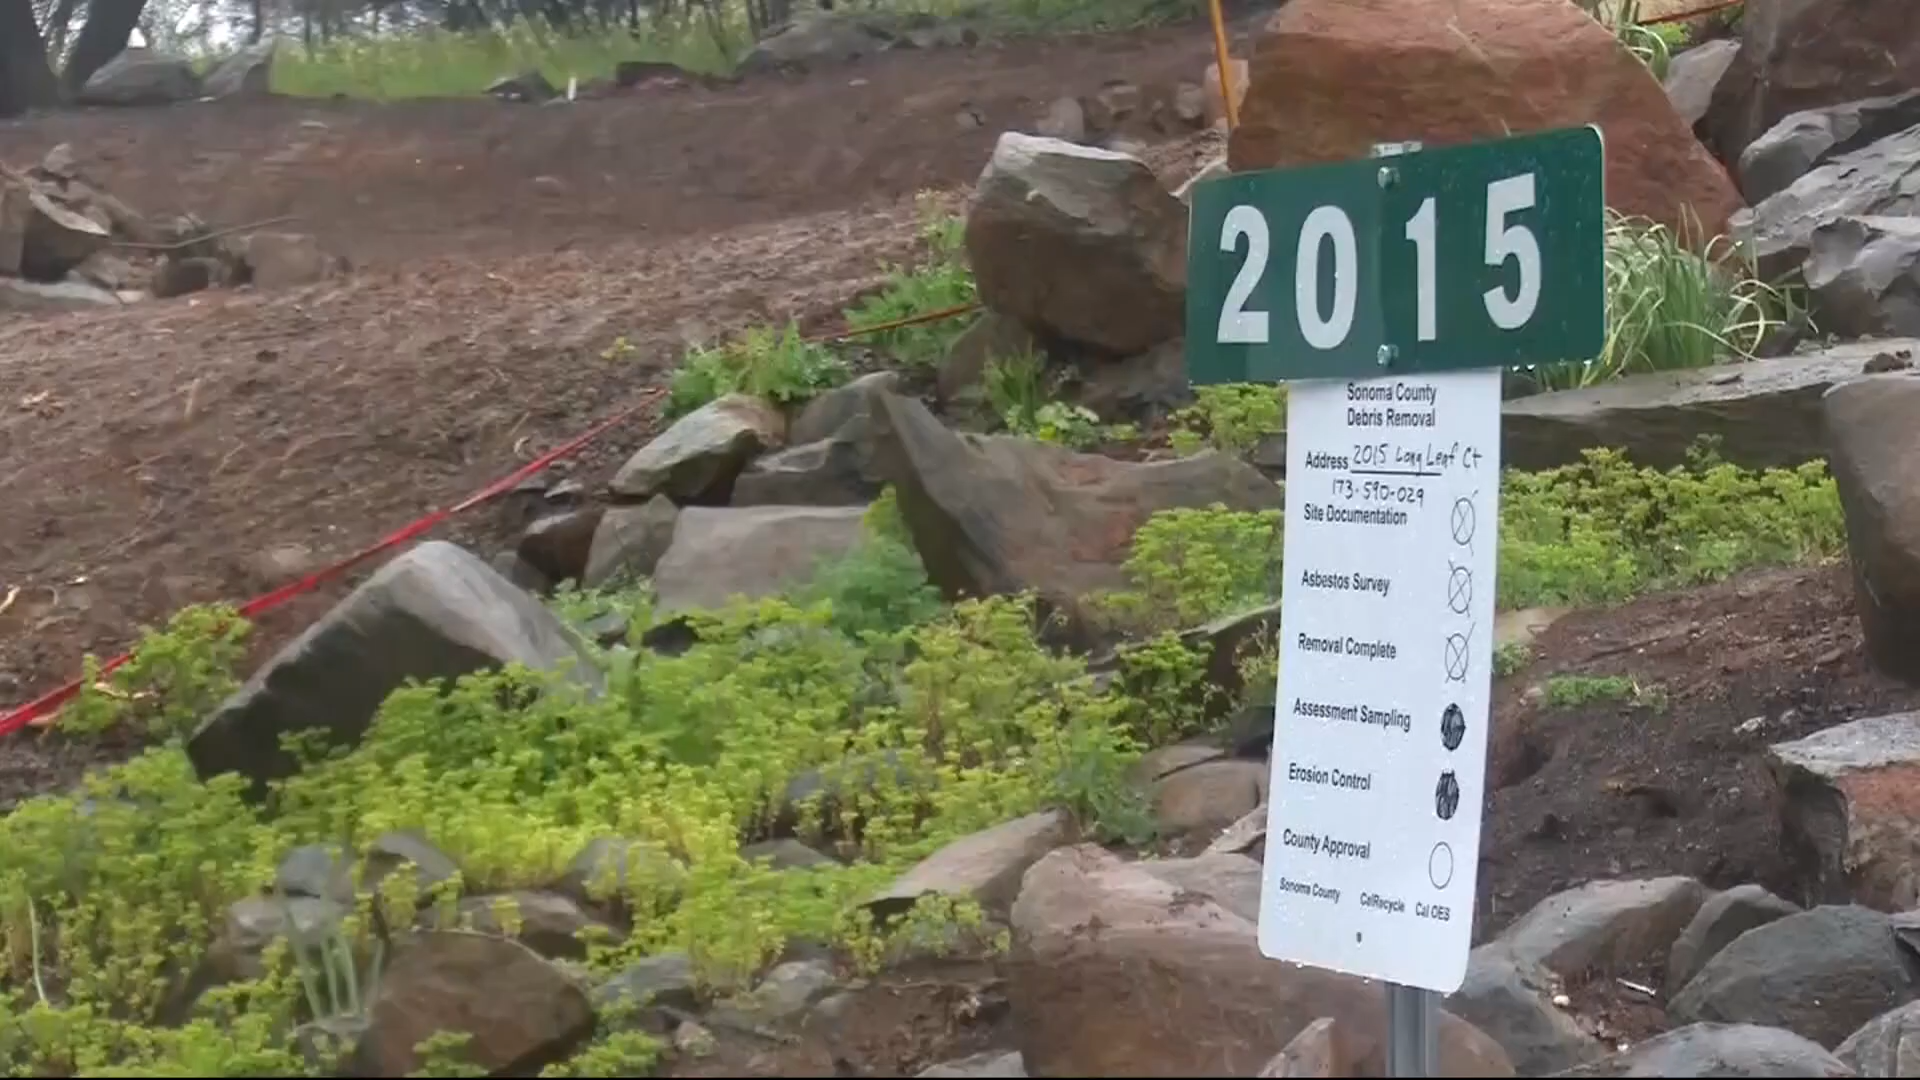 2015
Sonoma County
Debris Removal
Address 2015 Long Leaf Ct
173-590-029
Site Documentation
Asbestos Survey
Removal Complete
Assessment Sampling
Erosion Control
County Approval
Sonoma County CalRecycle Cal OES